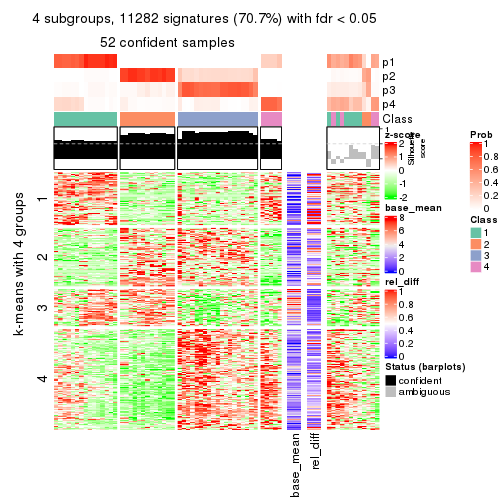 4 subgroups, 11282 signatures (70.7%) with fdr < 0.05
52 confident samples
p1
p2
p3
p4
Class
1
0
Silhouette
score
k-means with 4 groups
1
2
3
4
base_mean
rel_diff
z-score
2
1
0
-1
-2
base_mean
8
6
4
2
0
rel_diff
1
0.8
0.6
0.4
0.2
0
Status (barplots)
confident
ambiguous
Prob
1
0.8
0.6
0.4
0.2
0
Class
1
2
3
4